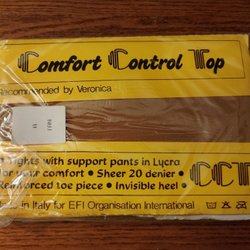 Comfort Control Top
Recommended by Veronica
Tights with support pants in Lycra
for your comfort • Sheer 20 denier •
Reinforced toe piece • Invisible heel •
CCT
in Italy for EFI Organisation International